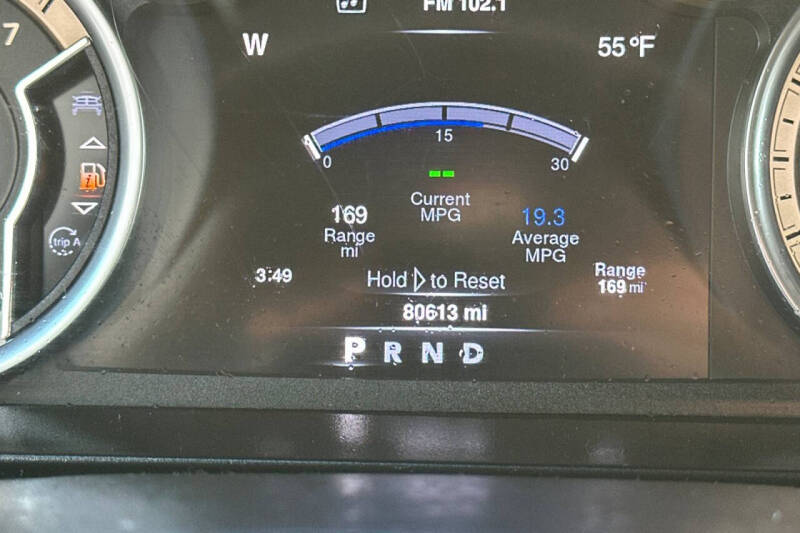 FM 102.1
7
W
55°F
15
0
30
Current
MPG
169
Range
mi
19.3
Average
MPG
trip A
3:49
Hold ▷ to Reset
Range
169 mi
80613 mi
P R N D